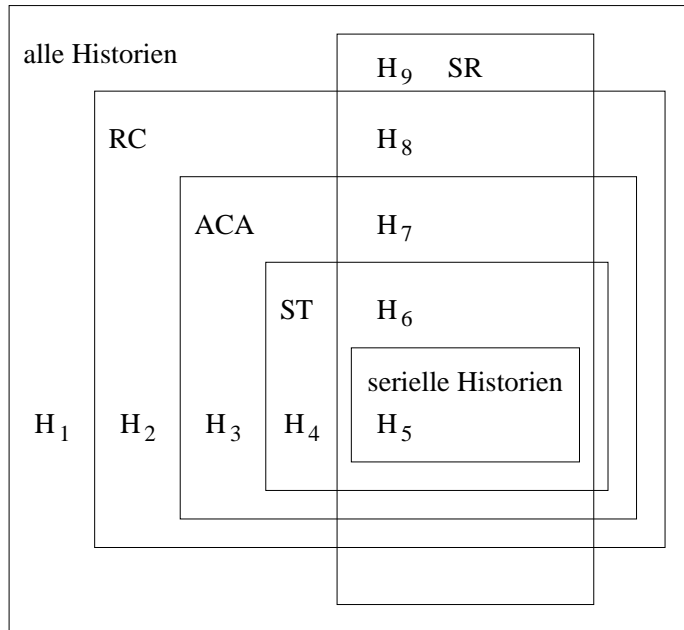 alle Historien
H9 SR
RC
H8
ACA
H7
ST
H6
serielle Historien
H1 H2 H3 H4 H5